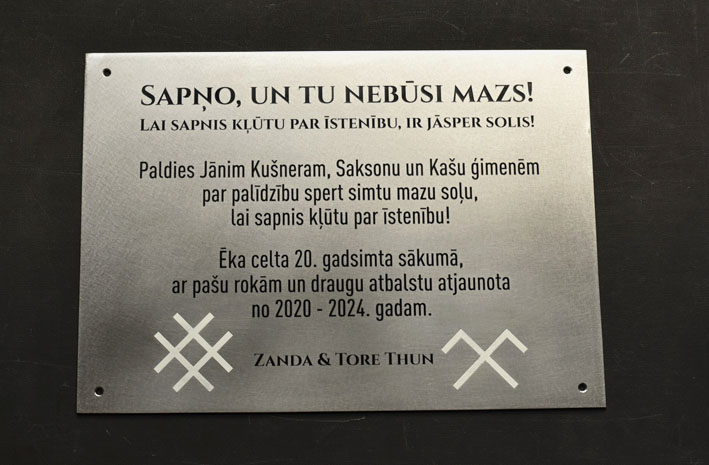 Sapņo, un tu nebūsi mazs!
Lai sapnis kļūtu par īstenību, ir jāsper solis!
Paldies Jānim Kušneram, Saksonu un Kašu ģimenēm
par palīdzību spert simtu mazu soļu,
lai sapnis kļūtu par īstenību!
Ēka celta 20. gadsimta sākumā,
ar pašu rokām un draugu atbalstu atjaunota
no 2020 - 2024. gadam.
Zanda & Tore Thun